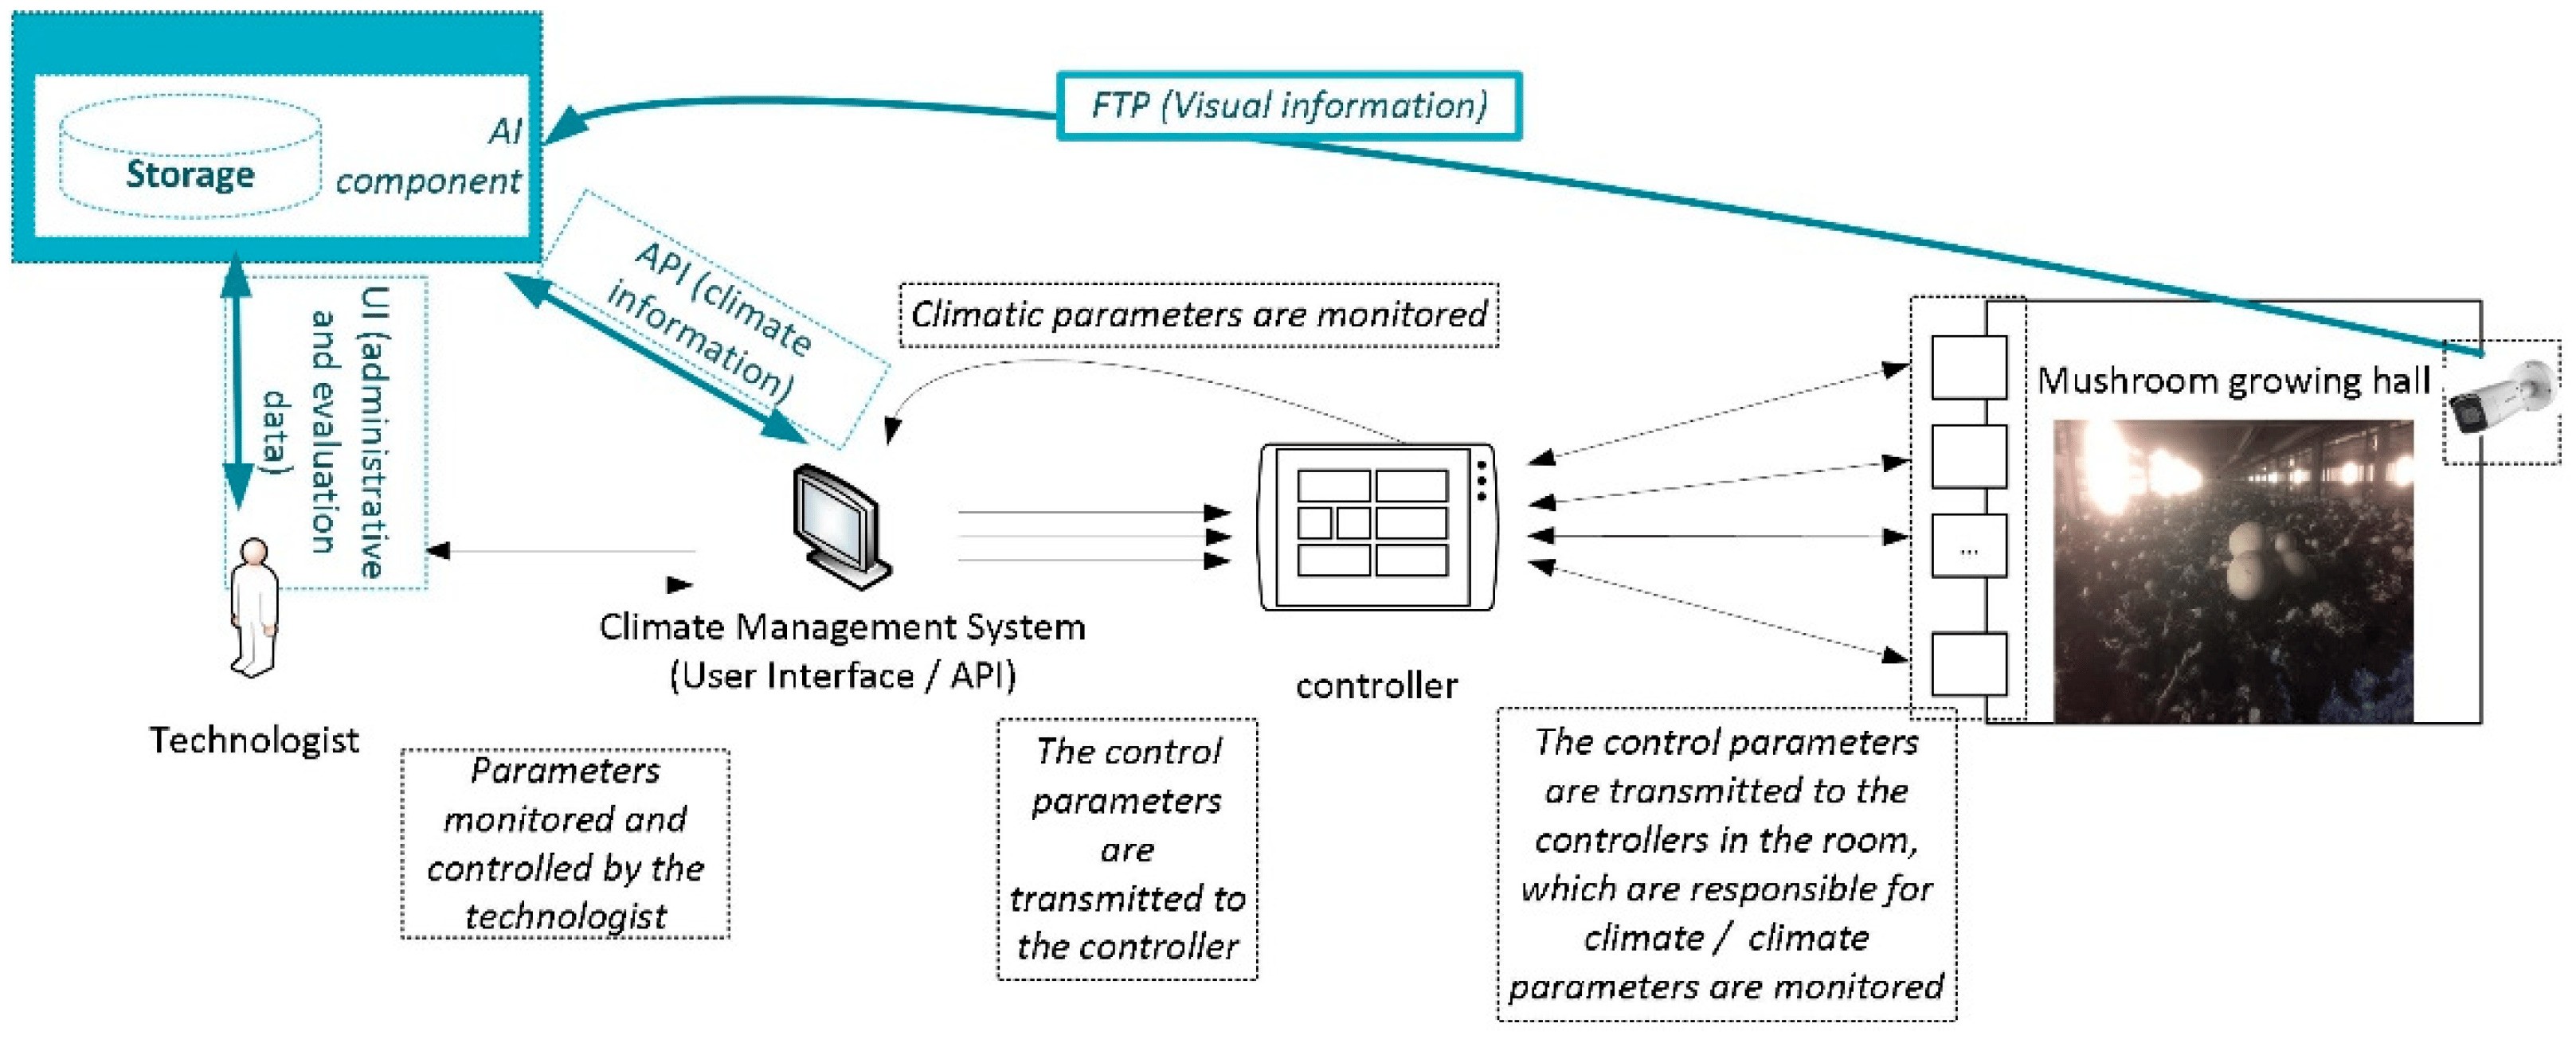 FTP (Visual information)
AI
component
Storage
API (climate
information)
UI (administrative
and evaluation
data)
Climatic parameters are monitored
Mushroom growing hall
...
Climate Management System
(User Interface / API)
controller
Technologist
Parameters
monitored and
controlled by the
technologist
The control
parameters
are
transmitted to
the controller
The control parameters
are transmitted to the
controllers in the room,
which are responsible for
climate / climate
parameters are monitored